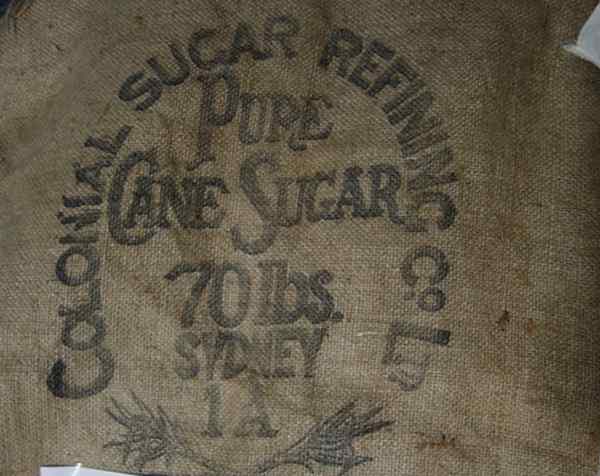 COLONIAL SUGAR REFINING Co. LTD
PURE
CANE SUGAR
70 lbs.
SYDNEY
1A